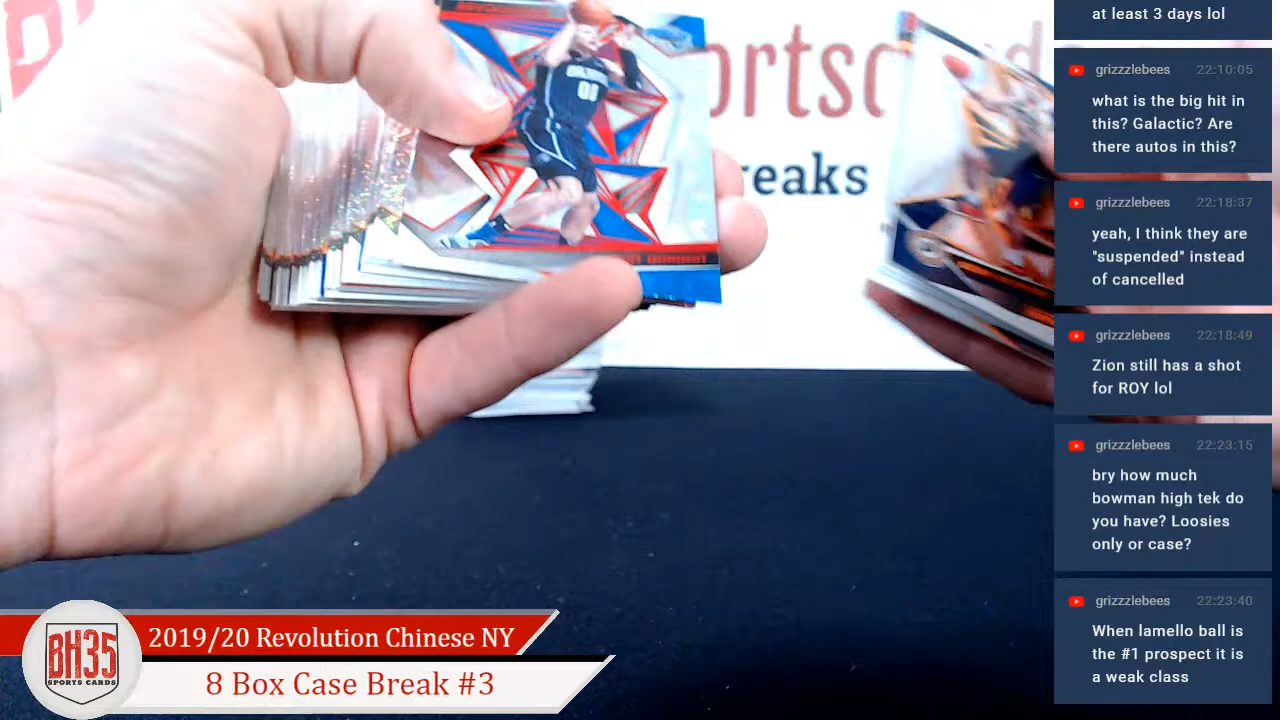 at least 3 days lol
grizzzlebees 22:10:05
what is the big hit in
this? Galactic? Are
there autos in this?
grizzzlebees 22:18:37
yeah, I think they are
"suspended" instead
of cancelled
grizzzlebees 22:18:49
Zion still has a shot
for ROY lol
grizzzlebees 22:23:15
bry how much
bowman high tek do
you have? Loosies
only or case?
grizzzlebees 22:23:40
When lamello ball is
the #1 prospect it is
a weak class
00
BH35
SPORTS CARDS
2019/20 Revolution Chinese NY
8 Box Case Break #3